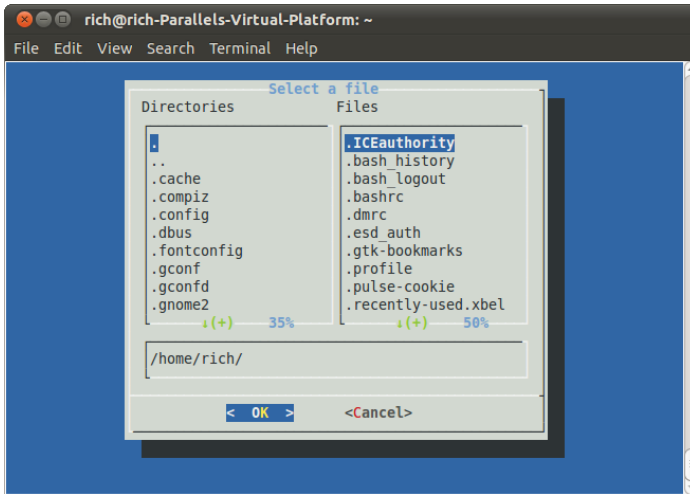 rich@rich-Parallels-Virtual-Platform: ~
File Edit View Search Terminal Help
Select a file
Directories Files
. .ICEauthority
.. .bash_history
.cache .bash_logout
.compiz .bashrc
.config .dmrc
.dbus .esd_auth
.fontconfig .gtk-bookmarks
.gconf .profile
.gconfd .pulse-cookie
.gnome2 .recently-used.xbel
↓(+) 35% ↓(+) 50%
/home/rich/
< OK > <Cancel>